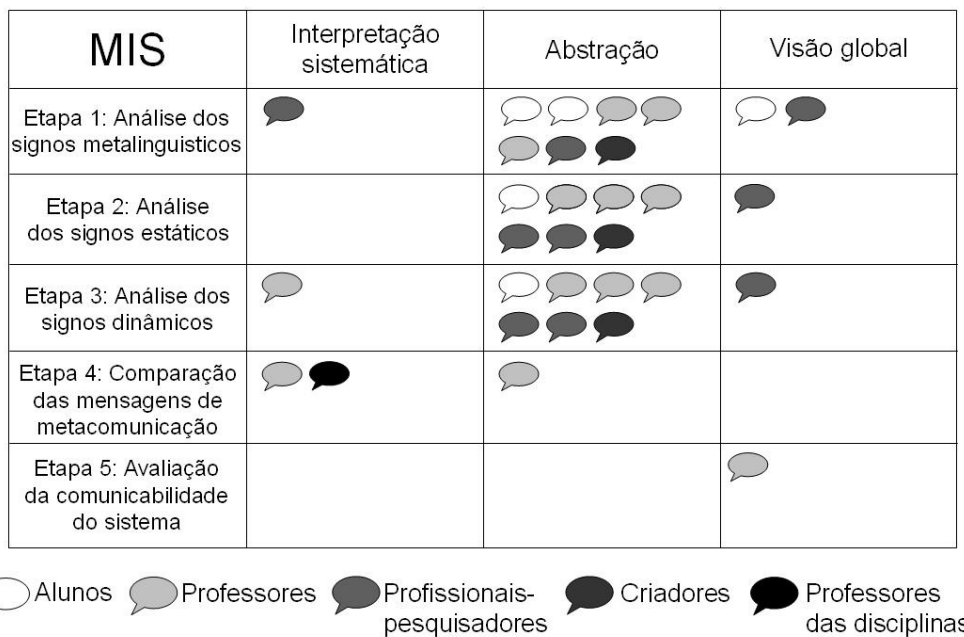 MIS
Interpretação
sistemática
Abstração
Visão global
Etapa 1: Análise dos
signos metalinguisticos
Etapa 2: Análise
dos signos estáticos
Etapa 3: Análise dos
signos dinâmicos
Etapa 4: Comparação
das mensagens de
metacomunicação
Etapa 5: Avaliação
da comunicabilidade
do sistema
Alunos
Professores
Profissionais-
pesquisadores
Criadores
Professores
das disciplinas